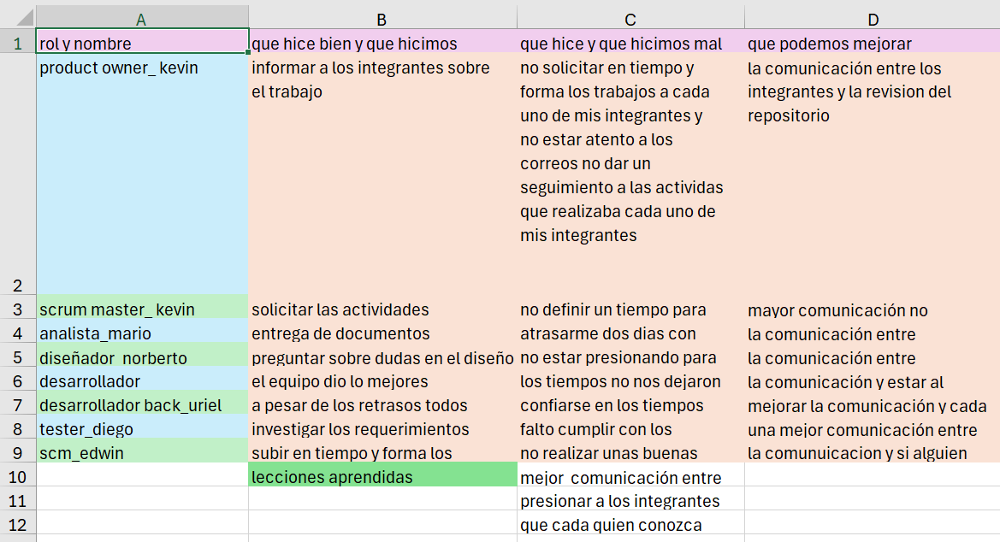 A B C D
1 rol y nombre que hice bien y que hicimos que hice y que hicimos mal que podemos mejorar
product owner_ kevin informar a los integrantes sobre no solicitar en tiempo y la comunicación entre los
el trabajo forma los trabajos a cada integrantes y la revision del
uno de mis integrantes y repositorio
no estar atento a los
correos no dar un
seguimiento a las actividas
que realizaba cada uno de
mis integrantes
2
3 scrum master_ kevin solicitar las actividades no definir un tiempo para mayor comunicación no
4 analista_mario entrega de documentos atrasarme dos dias con la comunicación entre
5 diseñador_norberto preguntar sobre dudas en el diseño no estar presionando para la comunicación entre
6 desarrollador el equipo dio lo mejores los tiempos no nos dejaron la comunicación y estar al
7 desarrollador back_uriel a pesar de los retrasos todos confiarse en los tiempos mejorar la comunicación y cada
8 tester_diego investigar los requerimientos falto cumplir con los una mejor comunicación entre
9 scm_edwin subir en tiempo y forma los no realizar unas buenas la comunuicacion y si alguien
10 lecciones aprendidas mejor comunicación entre
11 presionar a los integrantes
12 que cada quien conozca